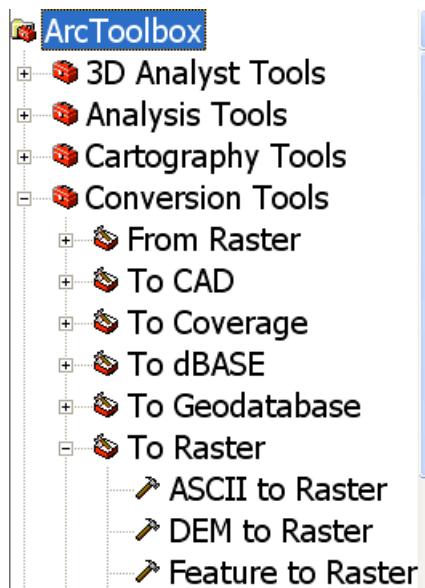 ArcToolbox
3D Analyst Tools
Analysis Tools
Cartography Tools
Conversion Tools
From Raster
To CAD
To Coverage
To dBASE
To Geodatabase
To Raster
ASCII to Raster
DEM to Raster
Feature to Raster